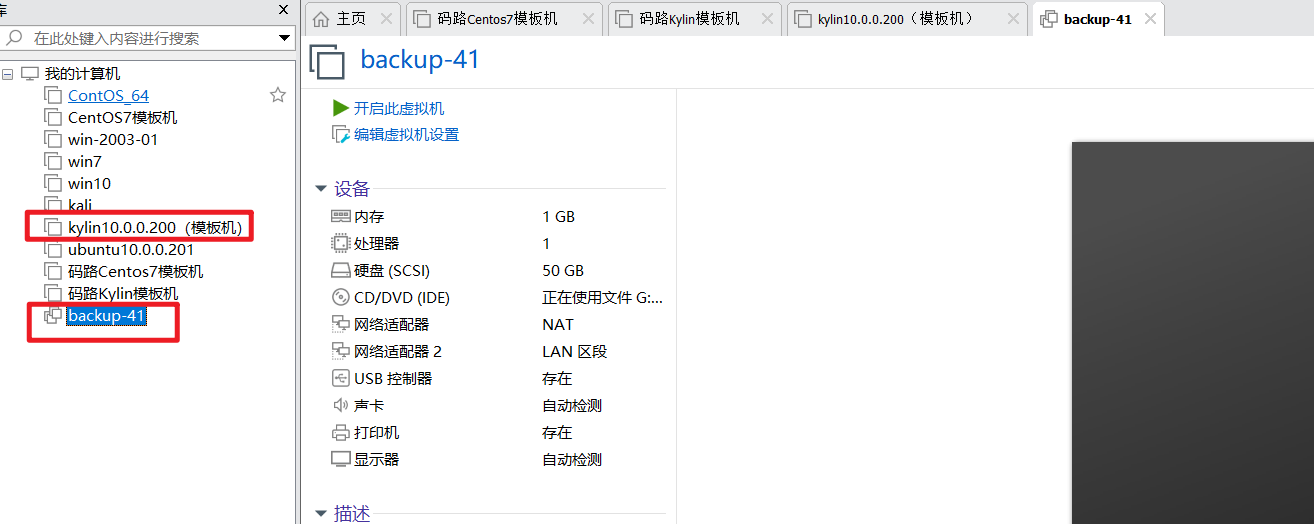 库
主页
码路Centos7模板机
码路Kylin模板机
kylin10.0.0.200（模板机）
backup-41
在此处键入内容进行搜索
我的计算机
ContOS_64
CentOS7模板机
win-2003-01
win7
win10
kali
kylin10.0.0.200（模板机）
ubuntu10.0.0.201
码路Centos7模板机
码路Kylin模板机
backup-41
backup-41
开启此虚拟机
编辑虚拟机设置
设备
内存 1 GB
处理器 1
硬盘 (SCSI) 50 GB
CD/DVD (IDE) 正在使用文件 G:...
网络适配器 NAT
网络适配器 2 LAN 区段
USB 控制器 存在
声卡 自动检测
打印机 存在
显示器 自动检测
描述